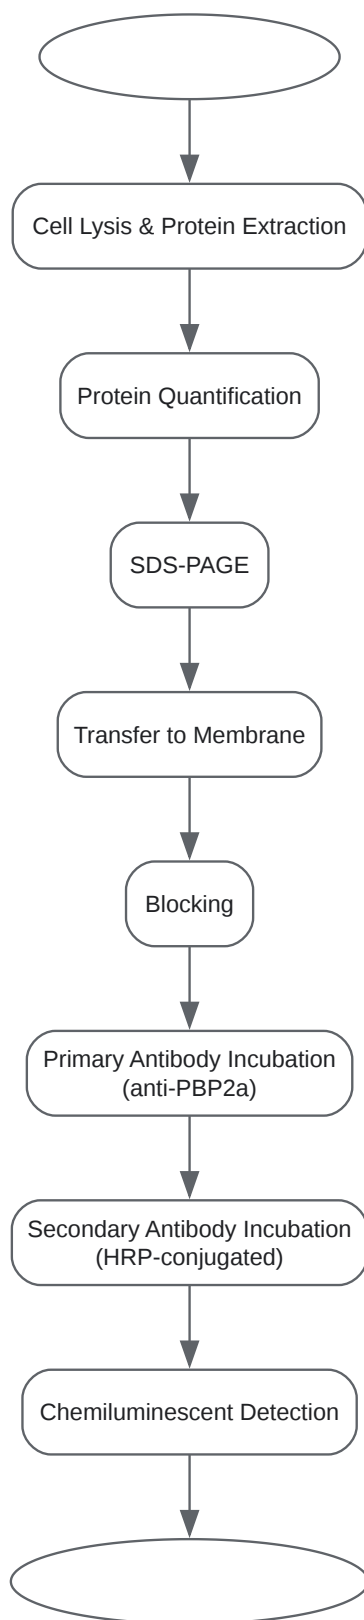 Cell Lysis & Protein Extraction
Protein Quantification
SDS-PAGE
Transfer to Membrane
Blocking
Primary Antibody Incubation
(anti-PBP2a)
Secondary Antibody Incubation
(HRP-conjugated)
Chemiluminescent Detection